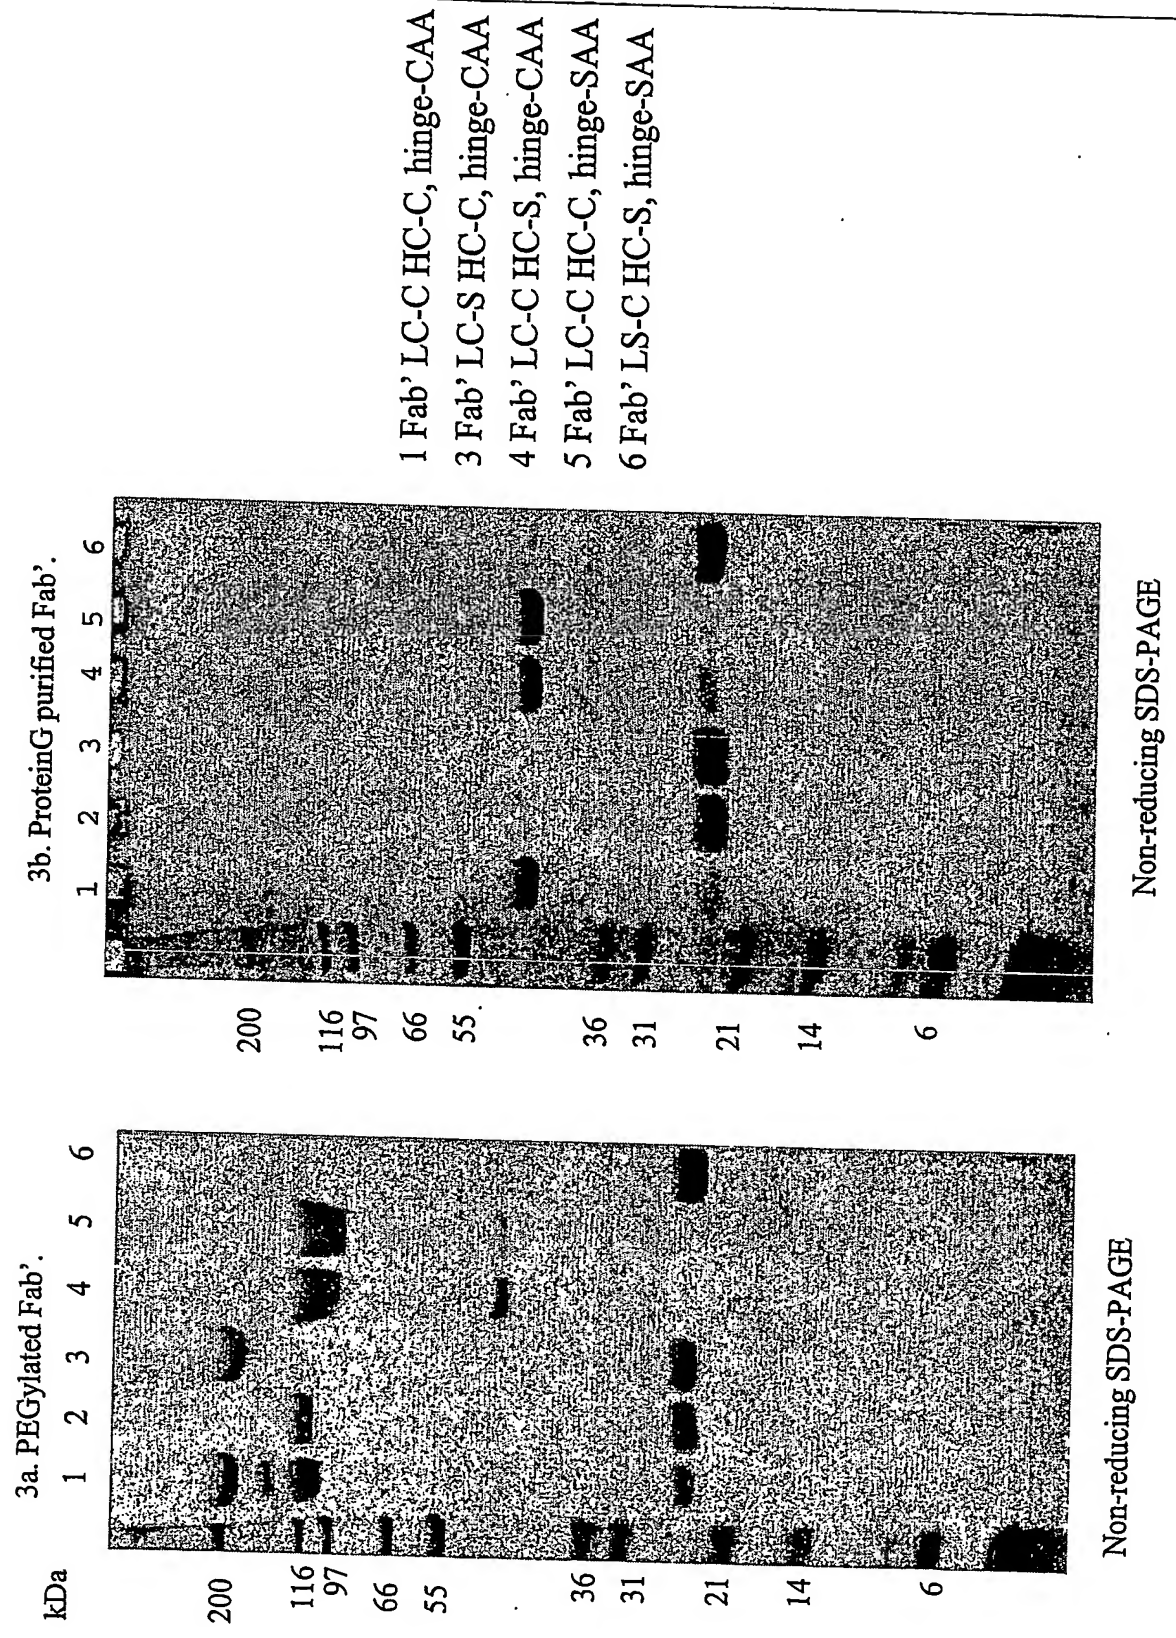 3a. PEGylated Fab’.
kDa
1 2 3 4 5 6
200
116
97
66
55
36
31
21
14
6
Non-reducing SDS-PAGE
3b. ProteinG purified Fab’.
1 2 3 4 5 6
200
116
97
66
55.
36
31
21
14
6
Non-reducing SDS-PAGE
1 Fab’ LC-C HC-C, hinge-CAA
3 Fab’ LC-S HC-C, hinge-CAA
4 Fab’ LC-C HC-S, hinge-CAA
5 Fab’ LC-C HC-C, hinge-SAA
6 Fab’ LS-C HC-S, hinge-SAA